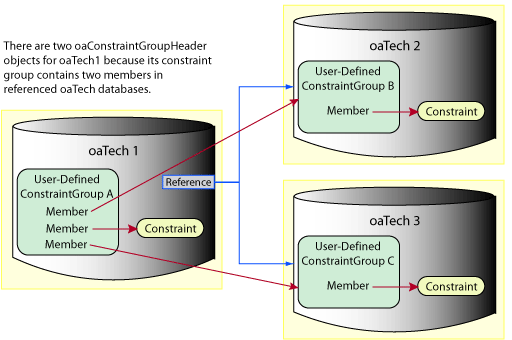 There are two oaConstraintGroupHeader
objects for oaTech1 because its constraint
group contains two members in
referenced oaTech databases.
oaTech 1
User-Defined
ConstraintGroup A
Member
Member
Member
Constraint
Reference
oaTech 2
User-Defined
ConstraintGroup B
Member
Constraint
oaTech 3
User-Defined
ConstraintGroup C
Member
Constraint